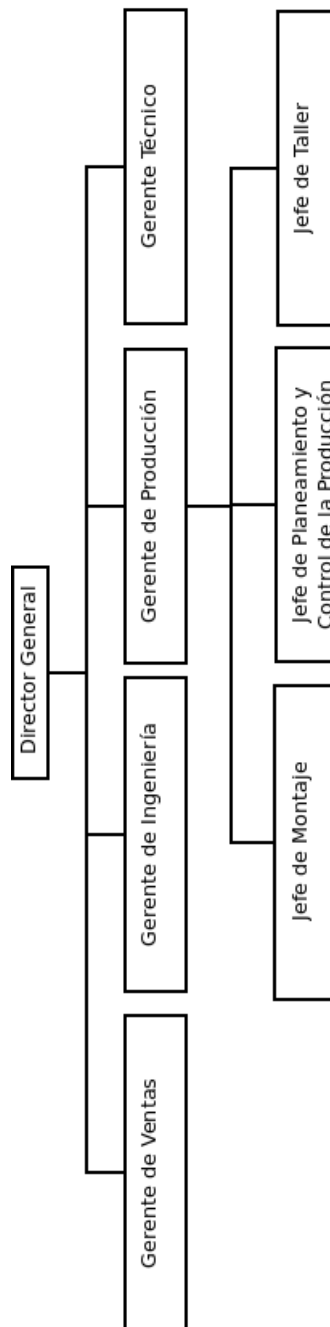 Director General
Gerente de Ventas
Gerente de Ingeniería
Gerente de Producción
Gerente Técnico
Jefe de Montaje
Jefe de Planeamiento y
Control de la Producción
Jefe de Taller